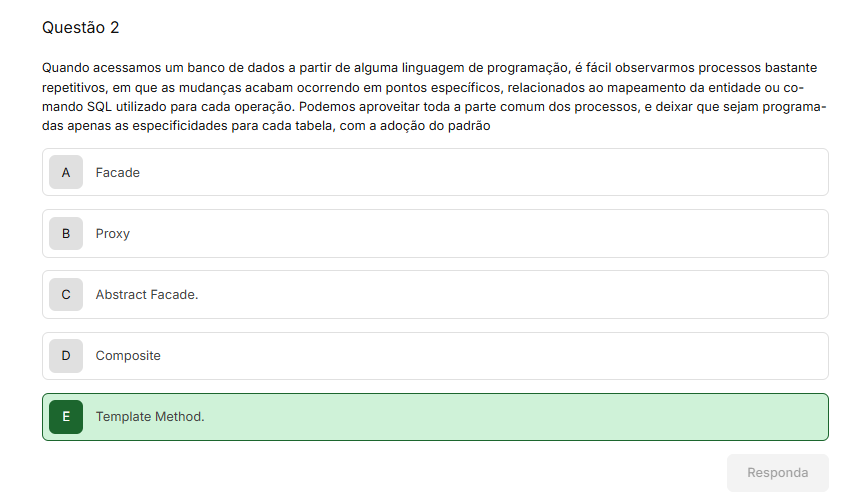 Questão 2
Quando acessamos um banco de dados a partir de alguma linguagem de programação, é fácil observarmos processos bastante
repetitivos, em que as mudanças acabam ocorrendo em pontos específicos, relacionados ao mapeamento da entidade ou co-
mando SQL utilizado para cada operação. Podemos aproveitar toda a parte comum dos processos, e deixar que sejam programa-
das apenas as especificidades para cada tabela, com a adoção do padrão
A Facade
B Proxy
C Abstract Facade.
D Composite
E Template Method.
Responda